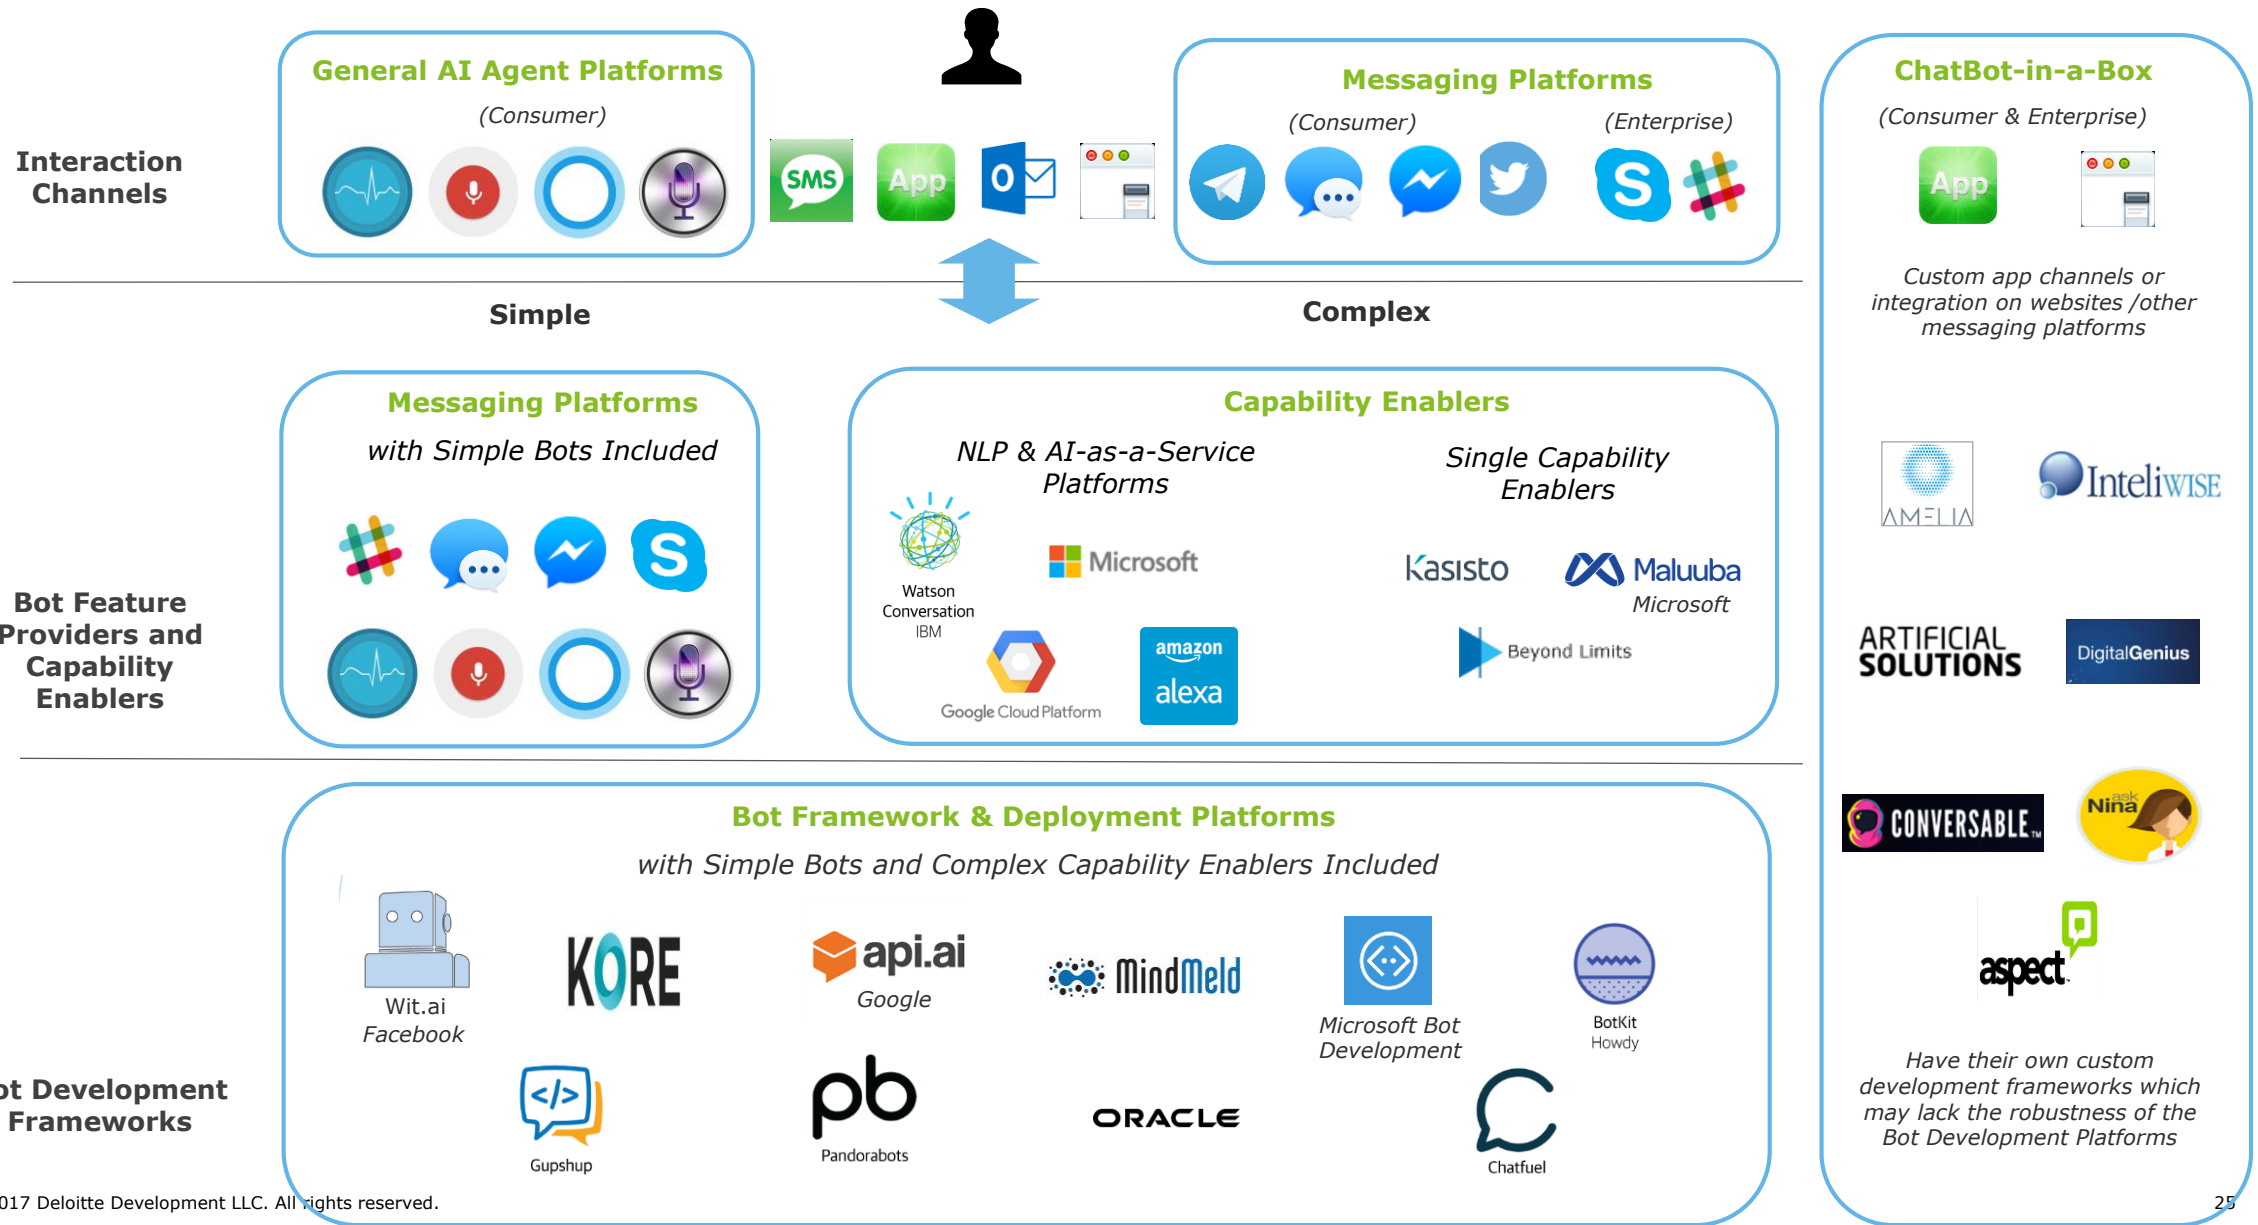 General AI Agent Platforms
(Consumer)
Messaging Platforms
(Consumer)
(Enterprise)
ChatBot-in-a-Box
(Consumer & Enterprise)
Interaction
Channels
SMS
App
O
S
App
Custom app channels or
integration on websites /other
messaging platforms
Simple
Complex
Messaging Platforms
with Simple Bots Included
S
Capability Enablers
NLP & AI-as-a-Service
Platforms
Single Capability
Enablers
Watson
Conversation
IBM
Microsoft
Google Cloud Platform
amazon
alexa
Kasisto
Maluuba
Microsoft
Beyond Limits
AMELIA
InteliWISE
ARTIFICIAL
SOLUTIONS
DigitalGenius
CONVERSABLE™
ask
Nina
aspect
Have their own custom
development frameworks which
may lack the robustness of the
Bot Development Platforms
Bot Feature
Providers and
Capability
Enablers
Bot Framework & Deployment Platforms
with Simple Bots and Complex Capability Enablers Included
Wit.ai
Facebook
KORE
api.ai
Google
MindMeld
Microsoft Bot
Development
BotKit
Howdy
</>
Gupshup
pb
Pandorabots
ORACLE
Chatfuel
ot Development
Frameworks
017 Deloitte Development LLC. All rights reserved.
25